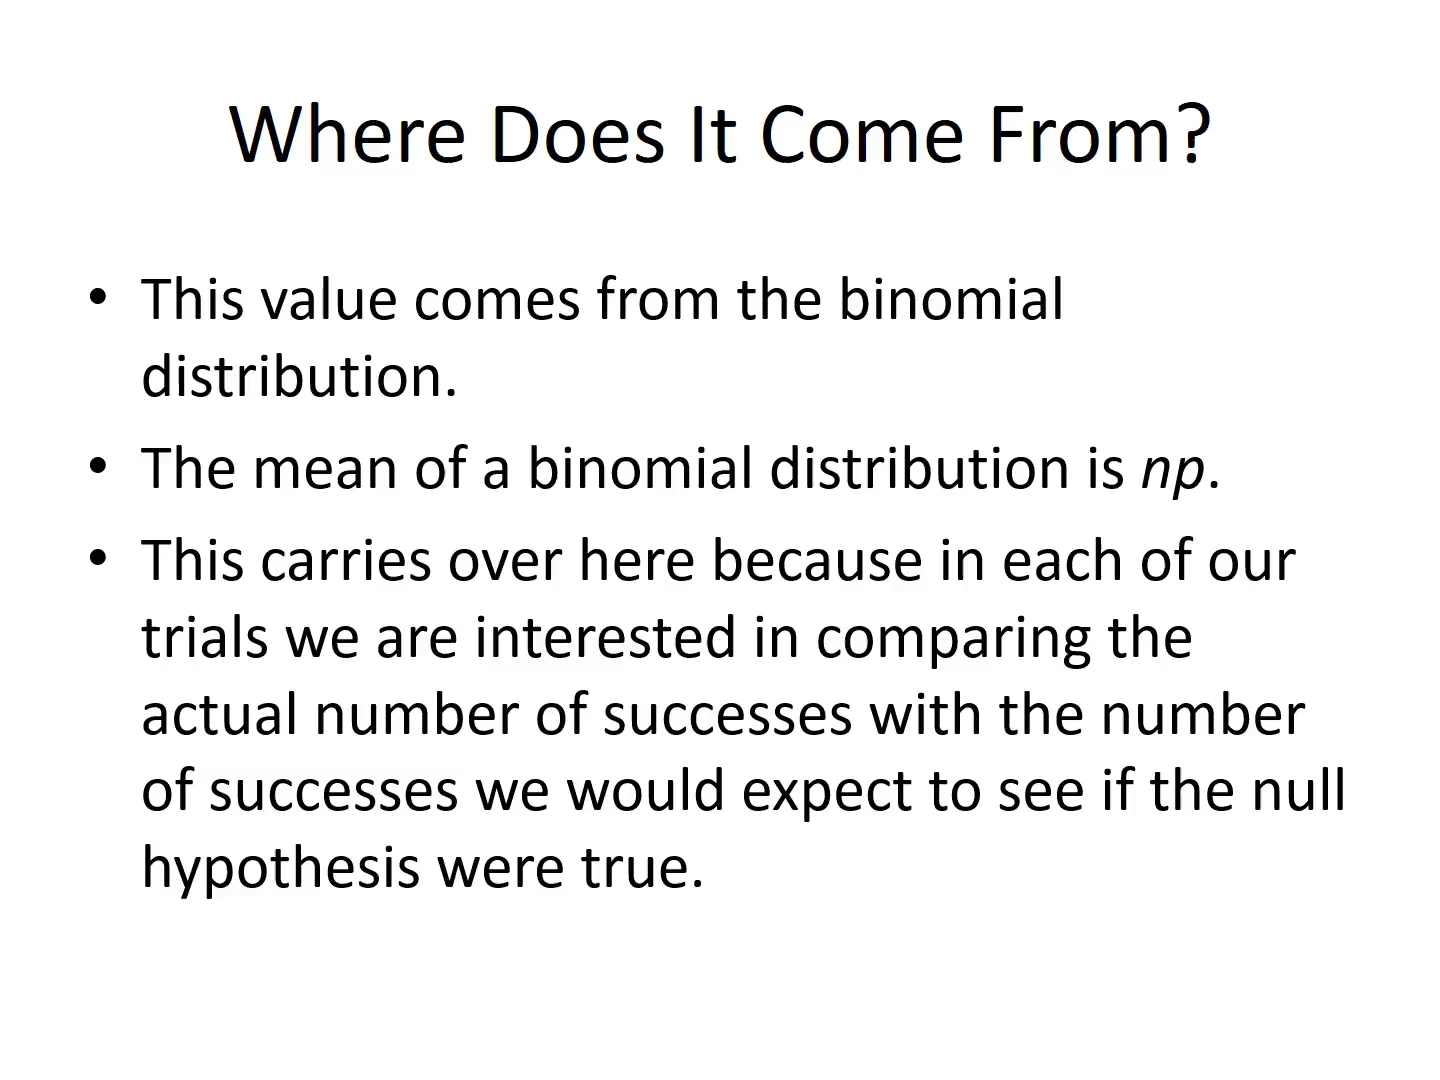 Where Does It Come From?
• This value comes from the binomial
distribution.
• The mean of a binomial distribution is np.
• This carries over here because in each of our
trials we are interested in comparing the
actual number of successes with the number
of successes we would expect to see if the null
hypothesis were true.